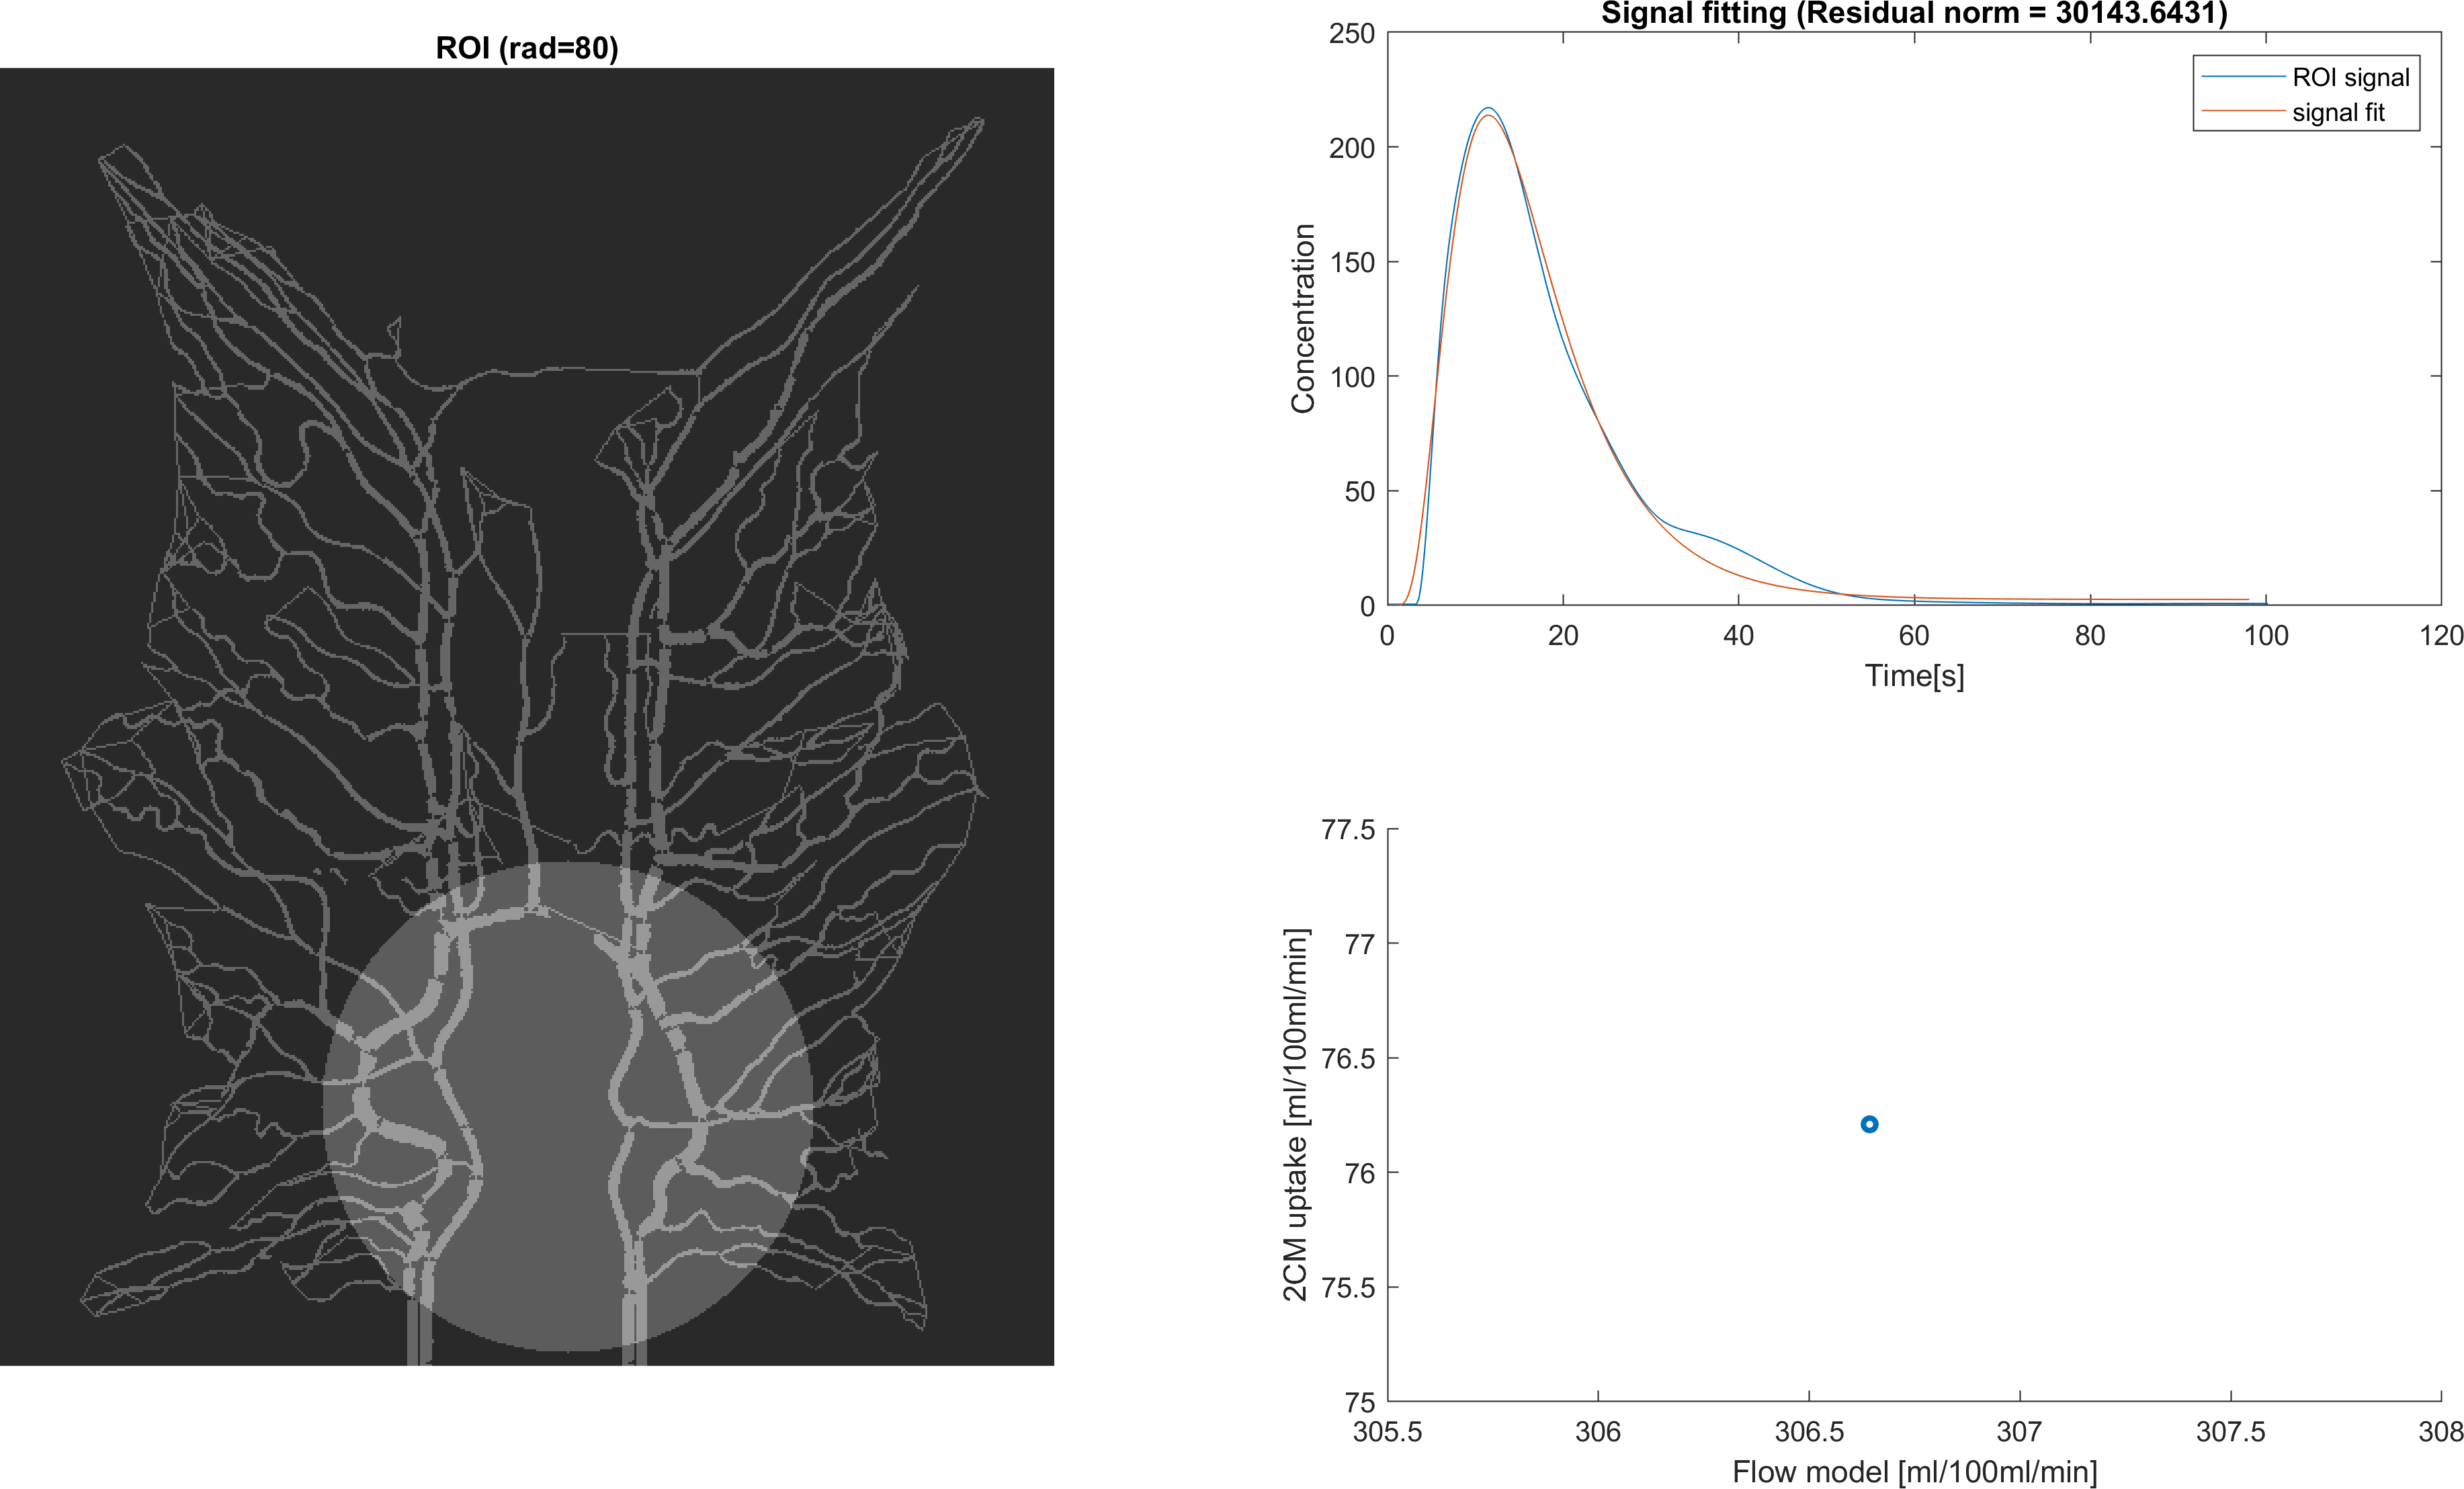 ROI (rad=80)
Signal fitting (Residual norm = 30143.6431)
250
200
150
100
50
0
Concentration
ROI signal
signal fit
0 20 40 60 80 100 120
Time[s]
77.5
77
76.5
76
75.5
75
2CM uptake [ml/100ml/min]
305.5 306 306.5 307 307.5 308
Flow model [ml/100ml/min]